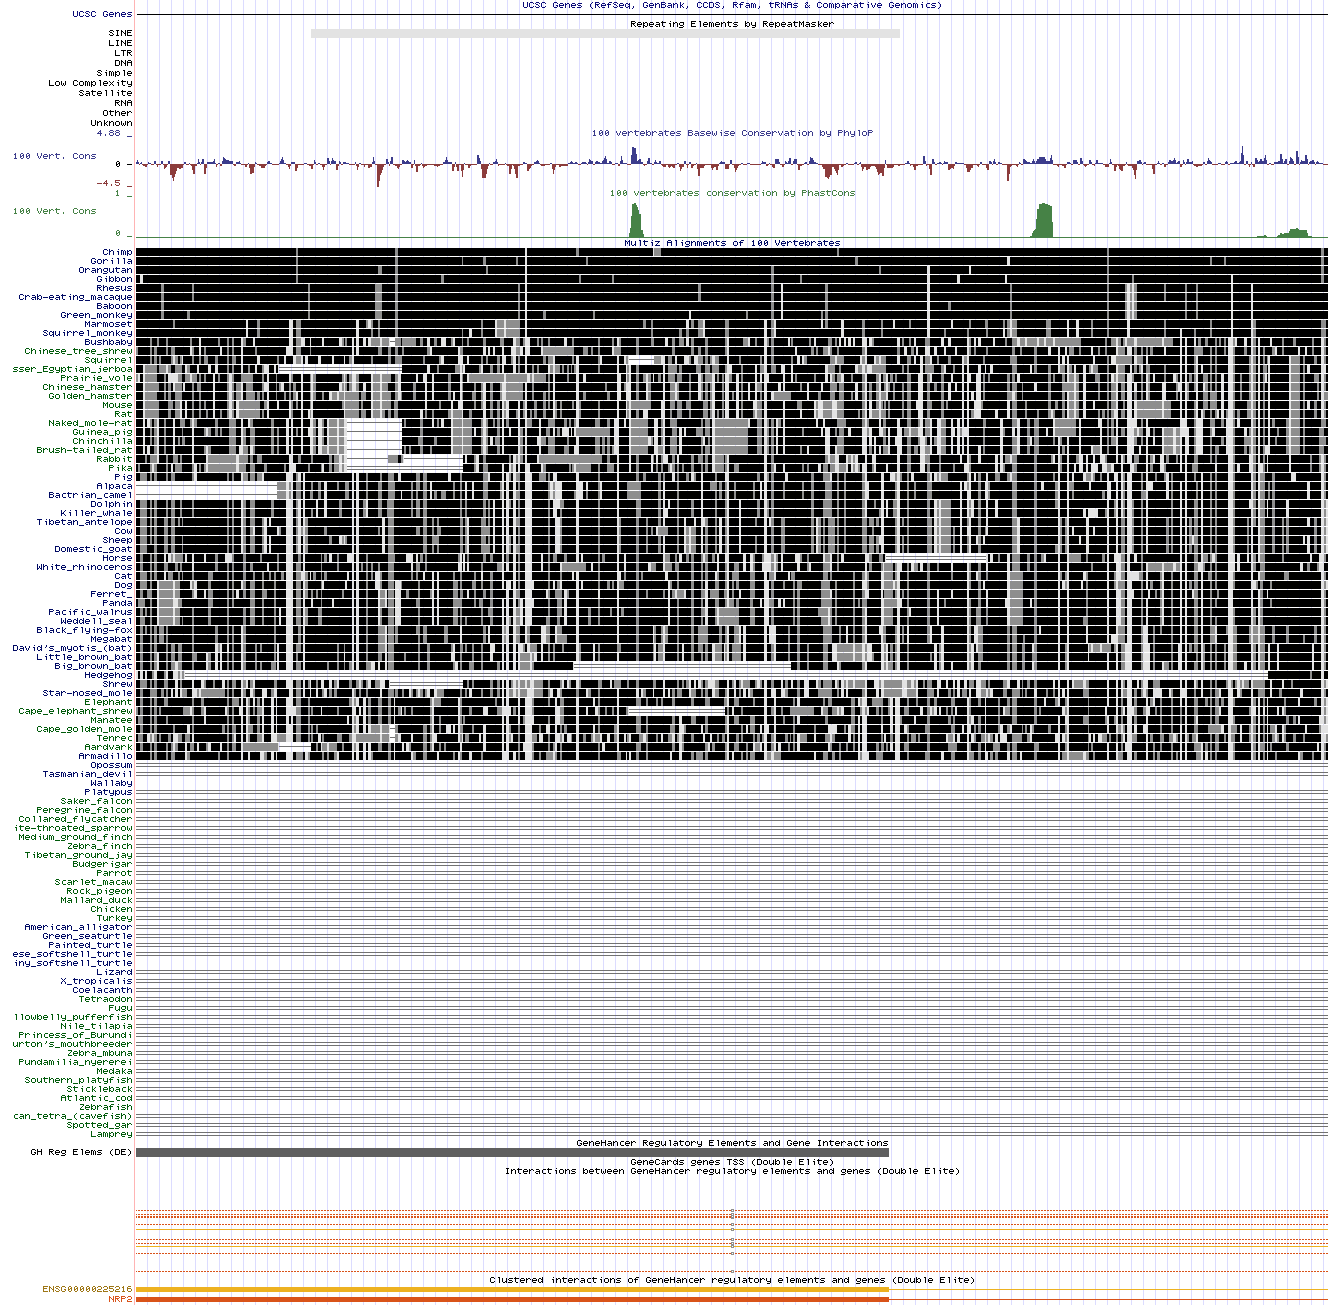 UCSC Genes (RefSeq, GenBank, CCDS, Rfam, tRNAs & Comparative Genomics)
UCSC Genes
Repeating Elements by RepeatMasker
SINE
LINE
LTR
DNA
Simple
Low Complexity
Satellite
RNA
Other
Unknown
4.88 _
100 vertebrates Basewise Conservation by PhyloP
100 Vert. Cons
0 _
-4.5 _
1 _
100 vertebrates conservation by PhastCons
100 Vert. Cons
0 _
Multiz Alignments of 100 Vertebrates
Chimp
Gorilla
Orangutan
Gibbon
Rhesus
Crab-eating_macaque
Baboon
Green_monkey
Marmoset
Squirrel_monkey
Bushbaby
Chinese_tree_shrew
Squirrel
sser_Egyptian_jerboa
Prairie_vole
Chinese_hamster
Golden_hamster
Mouse
Rat
Naked_mole-rat
Guinea_pig
Chinchilla
Brush-tailed_rat
Rabbit
Pika
Pig
Alpaca
Bactrian_camel
Dolphin
Killer_whale
Tibetan_antelope
Cow
Sheep
Domestic_goat
Horse
White_rhinoceros
Cat
Dog
Ferret_
Panda
Pacific_walrus
Weddell_seal
Black_flying-fox
Megabat
David's_myotis_(bat)
Little_brown_bat
Big_brown_bat
Hedgehog
Shrew
Star-nosed_mole
Elephant
Cape_elephant_shrew
Manatee
Cape_golden_mole
Tenrec
Aardvark
Armadillo
Opossum
Tasmanian_devil
Wallaby
Platypus
Saker_falcon
Peregrine_falcon
Collared_flycatcher
ite-throated_sparrow
Medium_ground_finch
Zebra_finch
Tibetan_ground_jay
Budgerigar
Parrot
Scarlet_macaw
Rock_pigeon
Mallard_duck
Chicken
Turkey
American_alligator
Green_seaturtle
Painted_turtle
ese_softshell_turtle
iny_softshell_turtle
Lizard
X_tropicalis
Coelacanth
Tetraodon
Fugu
llowbelly_pufferfish
Nile_tilapia
Princess_of_Burundi
urton's_mouthbreeder
Zebra_mbuna
Pundamilia_nyererei
Medaka
Southern_platyfish
Stickleback
Atlantic_cod
Zebrafish
can_tetra_(cavefish)
Spotted_gar
Lamprey
GeneHancer Regulatory Elements and Gene Interactions
GH Reg Elems (DE)
GeneCards genes TSS (Double Elite)
Interactions between GeneHancer regulatory elements and genes (Double Elite)
Clustered interactions of GeneHancer regulatory elements and genes (Double Elite)
ENSG00000225216
NRP2